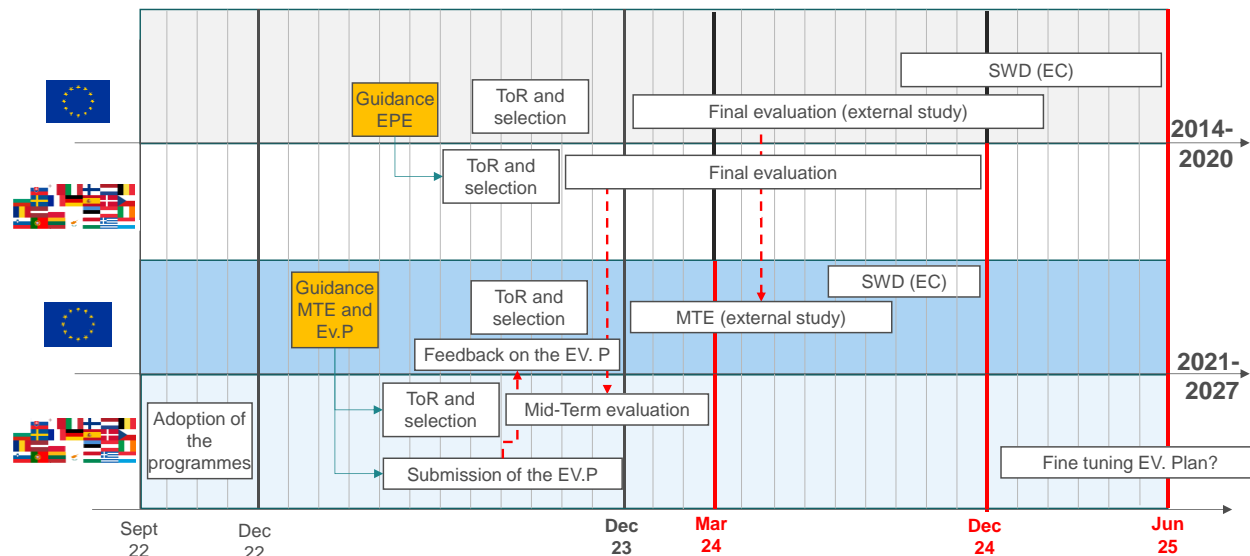 SWD (EC)
Guidance
EPE
ToR and
selection
Final evaluation (external study)
2014-
2020
ToR and
selection
Final evaluation
Guidance
MTE and
Ev.P
ToR and
selection
SWD (EC)
MTE (external study)
Feedback on the EV. P
2021-
2027
Adoption of
the
programmes
ToR and
selection
Mid-Term evaluation
Submission of the EV.P
Fine tuning EV. Plan?
Sept
22
Dec
22
Dec
23
Mar
24
Dec
24
Jun
25